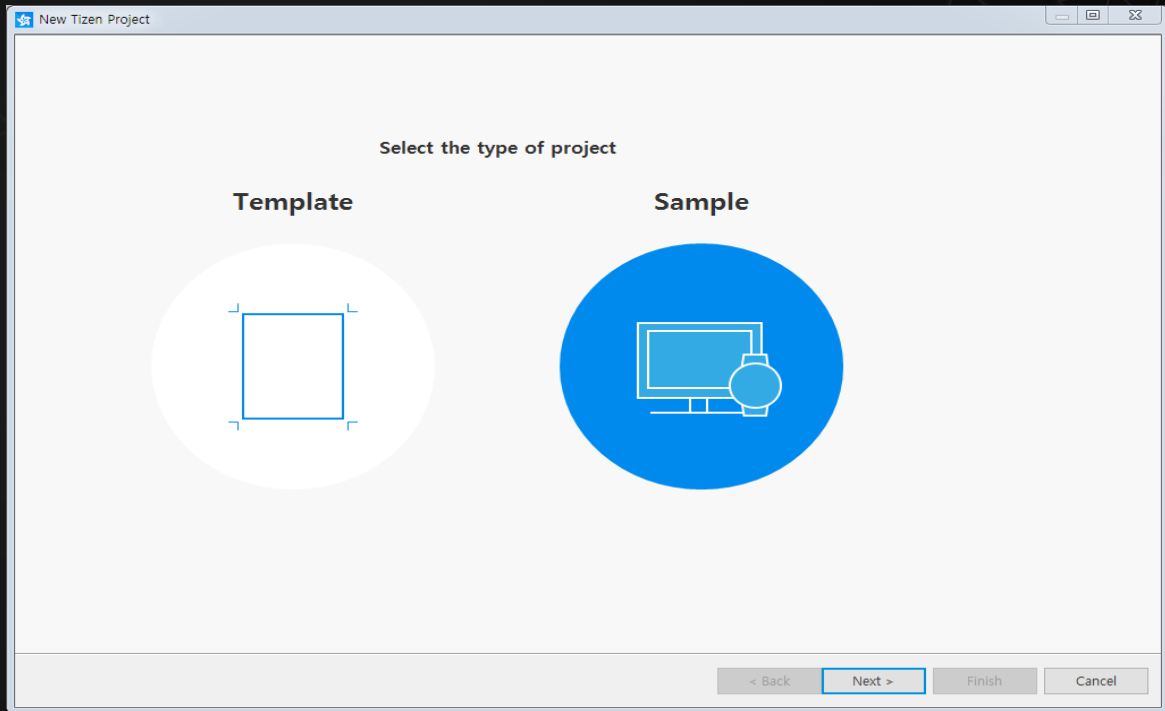 New Tizen Project
Select the type of project
Template
Sample
< Back
Next >
Finish
Cancel